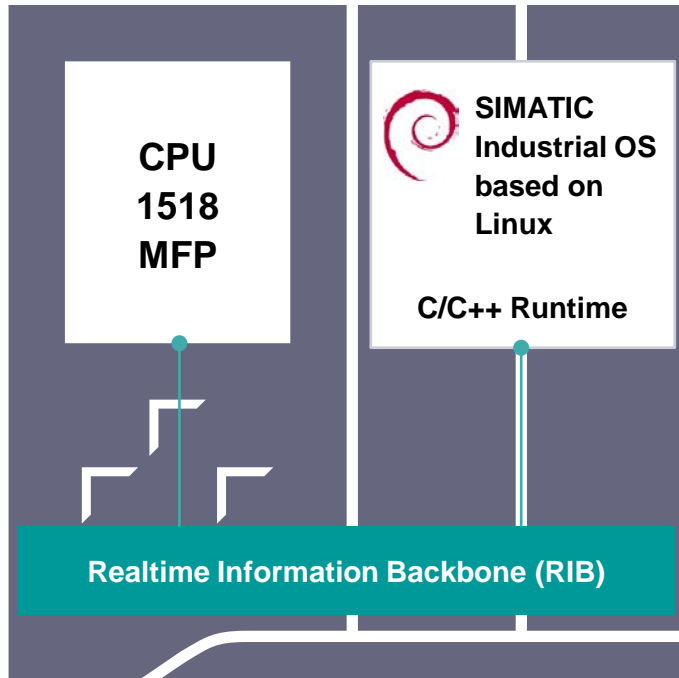 CPU
1518
MFP
SIMATIC
Industrial OS
based on
Linux
C/C++ Runtime
Realtime Information Backbone (RIB)